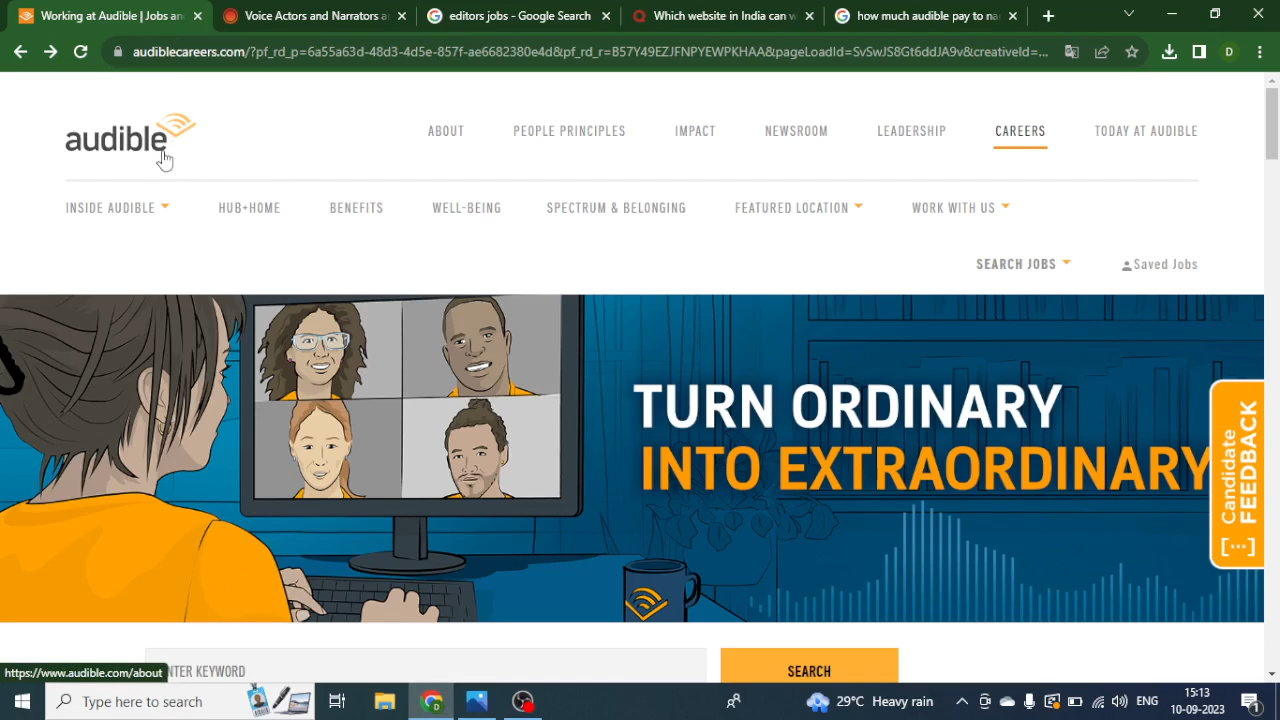 Working at Audible | Jobs an
Voice Actors and Narrators a
editors jobs - Google Search
Which website in India can v
how much audible pay to na
audiblecareers.com/?pf_rd_p=6a55a63d-48d3-4d5e-857f-ae6682380e4d&pf_rd_r=B57Y49EZJFNPYEWPKHAA&pageLoadId=SvSwJS8Gt6ddJA9v&creativeId=...
D
audible
ABOUT
PEOPLE PRINCIPLES
IMPACT
NEWSROOM
LEADERSHIP
CAREERS
TODAY AT AUDIBLE
INSIDE AUDIBLE
HUB+HOME
BENEFITS
WELL-BEING
SPECTRUM & BELONGING
FEATURED LOCATION
WORK WITH US
SEARCH JOBS
Saved Jobs
TURN ORDINARY
INTO EXTRAORDINARY
Candidate
FEEDBACK
[...]
NTER KEYWORD
SEARCH
https://www.audible.com/about
Type here to search
D
29°C Heavy rain
ENG
15:13
10-09-2023
1